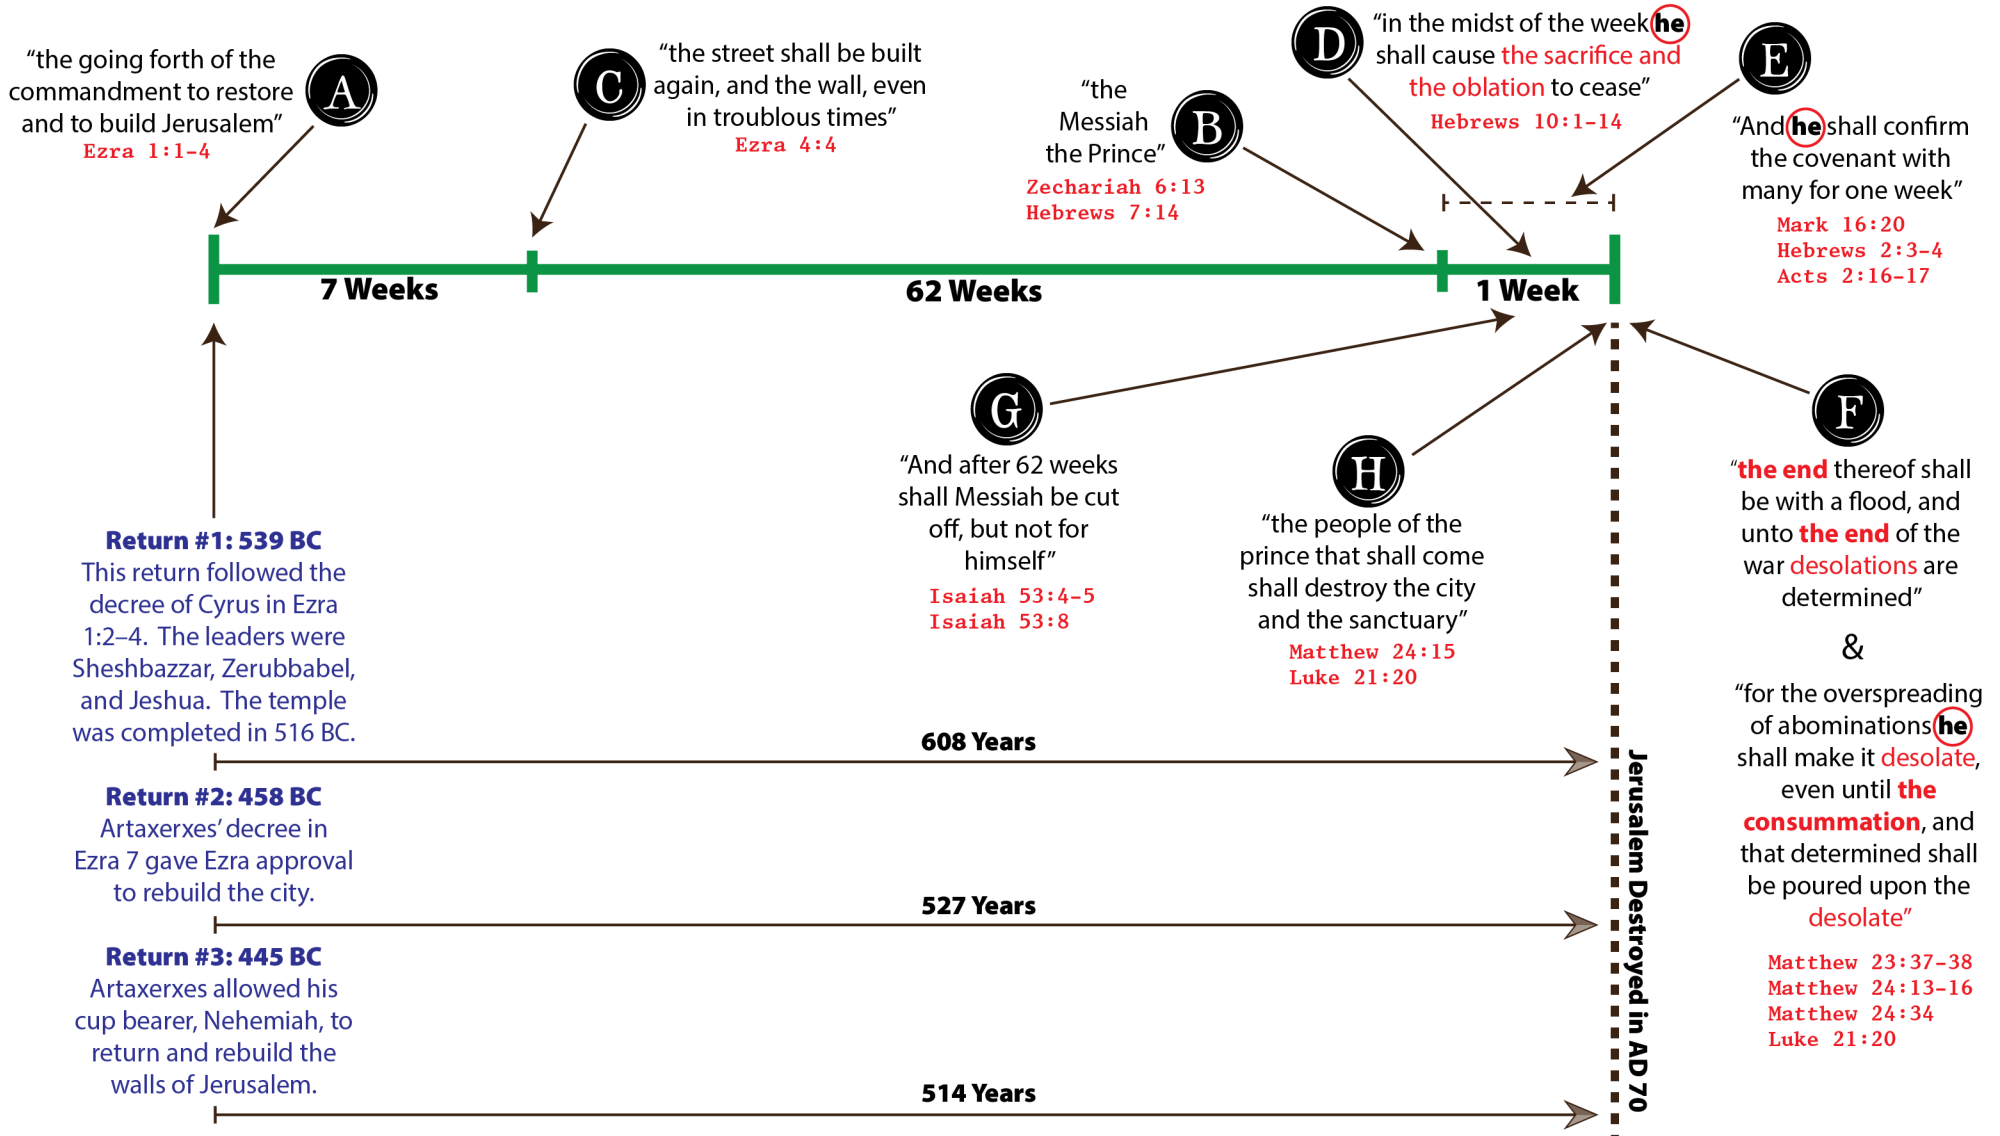 “the going forth of the
commandment to restore
and to build Jerusalem”
Ezra 1:1-4
A
C
“the street shall be built
again, and the wall, even
in troublous times”
Ezra 4:4
“the
Messiah
the Prince”
Zechariah 6:13
Hebrews 7:14
B
D
“in the midst of the week he
shall cause the sacrifice and
the oblation to cease”
Hebrews 10:1-14
E
“And he shall confirm
the covenant with
many for one week”
Mark 16:20
Hebrews 2:3-4
Acts 2:16-17
7 Weeks
62 Weeks
1 Week
G
“And after 62 weeks
shall Messiah be cut
off, but not for
himself”
Isaiah 53:4-5
Isaiah 53:8
H
“the people of the
prince that shall come
shall destroy the city
and the sanctuary”
Matthew 24:15
Luke 21:20
F
“the end thereof shall
be with a flood, and
unto the end of the
war desolations are
determined”
&
“for the overspreading
of abominations he
shall make it desolate,
even until the
consummation, and
that determined shall
be poured upon the
desolate”
Matthew 23:37-38
Matthew 24:13-16
Matthew 24:34
Luke 21:20
Return #1: 539 BC
This return followed the
decree of Cyrus in Ezra
1:2–4. The leaders were
Sheshbazzar, Zerubbabel,
and Jeshua. The temple
was completed in 516 BC.
608 Years
Return #2: 458 BC
Artaxerxes’ decree in
Ezra 7 gave Ezra approval
to rebuild the city.
527 Years
Return #3: 445 BC
Artaxerxes allowed his
cup bearer, Nehemiah, to
return and rebuild the
walls of Jerusalem.
514 Years
Jerusalem Destroyed in AD 70